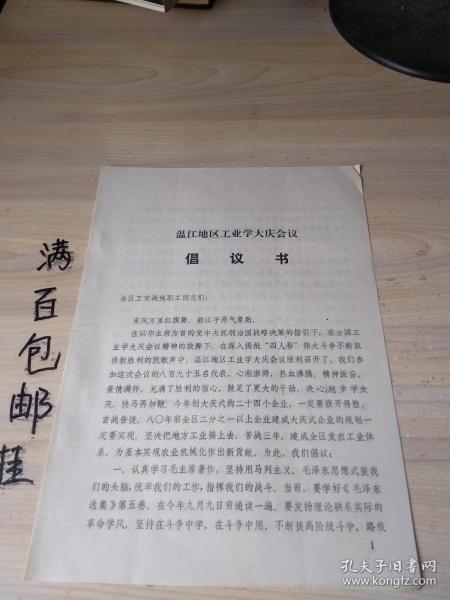 温江地区工业学大庆会议
倡议书
全区工交战线职工同志们：
东风万里红旗舞，都江平原气象新。
在以华主席为首的党中央抓纲治国战略决策的指引下，在全国工
业学大庆会议精神的鼓舞下，在深入揭批“四人帮”伟大斗争不断取
得新胜利的凯歌声中，温江地区工业学大庆会议胜利召开了。我们参
加这次会议的八百九十五名代表，心潮澎湃，热血沸腾，精神振奋，
豪情满怀，充满了胜利的信心，鼓足了更大的干劲。决心跑步学大
庆，快马再加鞭，今年创大庆式的二十四个企业，一定要旗开得胜，
首战告捷，八〇年前全区二分之一以上企业建成大庆式企业的规划一
定要实现，坚决把地方工业搞上去，苦战三年，建成全区支农工业体
系，为基本实现农业机械化作出新贡献。为此，我们倡议：
一、认真学习毛主席著作，坚持用马列主义、毛泽东思想武装我
们的头脑，统率我们的工作，指挥我们的战斗。当前，要学好《毛泽东
选集》第五卷，在今年九月九日前通读一遍。要发扬理论联系实际的
革命学风，坚持在斗争中学，在斗争中用，不断提高阶级斗争、路线
1
满百包邮
孔夫子旧书网
book.kongfz.com